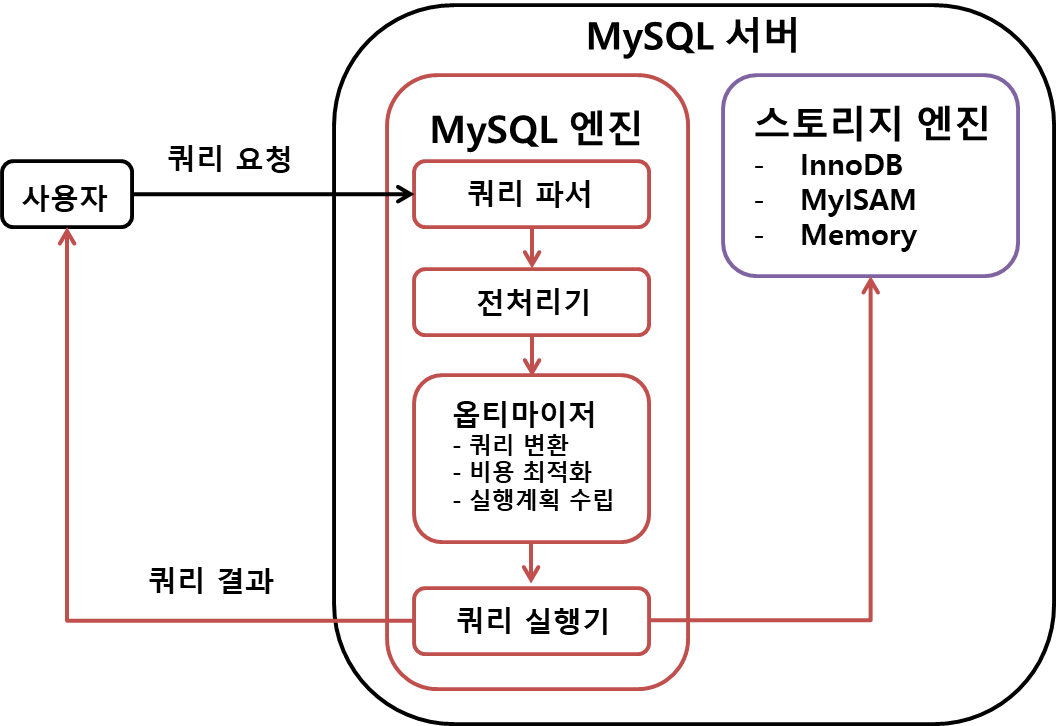 MySQL 서버
MySQL 엔진
스토리지 엔진
- InnoDB
- MyISAM
- Memory
사용자
쿼리 요청
쿼리 파서
전처리기
옵티마이저
- 쿼리 변환
- 비용 최적화
- 실행계획 수립
쿼리 결과
쿼리 실행기